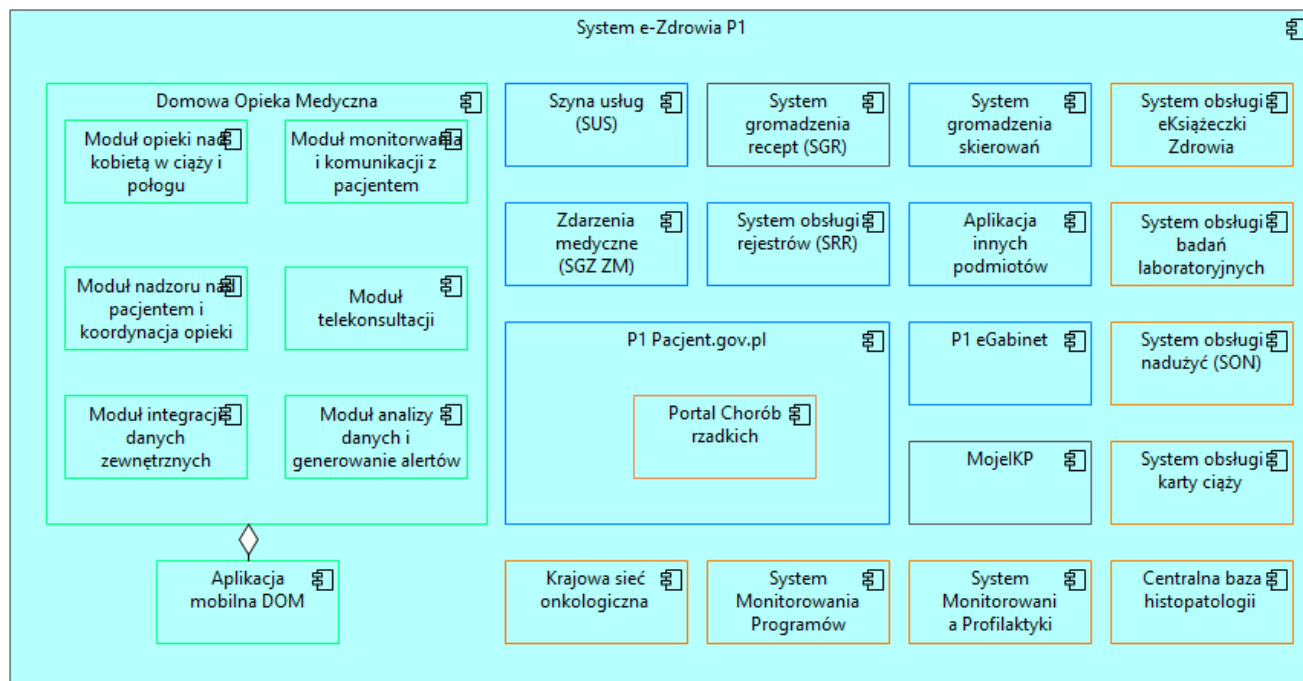 System e-Zdrowia P1
Domowa Opieka Medyczna
Moduł opieki nad
kobietą w ciąży i
połogu
Moduł monitorwania
i komunikacji z
pacjentem
Moduł nadzoru nad
pacjentem i
koordynacja opieki
Moduł
telekonsultacji
Moduł integracji
danych
zewnętrznych
Moduł analizy
danych i
generowanie alertów
Aplikacja
mobilna DOM
Szyna usług
(SUS)
System
gromadzenia
recept (SGR)
System
gromadzenia
skierowań
System obsługi
eKsiążeczki
Zdrowia
Zdarzenia
medyczne
(SGZ ZM)
System obsługi
rejestrów (SRR)
Aplikacja
innych
podmiotów
System obsługi
badań
laboratoryjnych
P1 Pacjent.gov.pl
Portal Chorób
rzadkich
P1 eGabinet
System obsługi
nadużyć (SON)
MojeIKP
System obsługi
karty ciąży
Krajowa sieć
onkologiczna
System
Monitorowania
Programów
System
Monitorowani
a Profilaktyki
Centralna baza
histopatologii